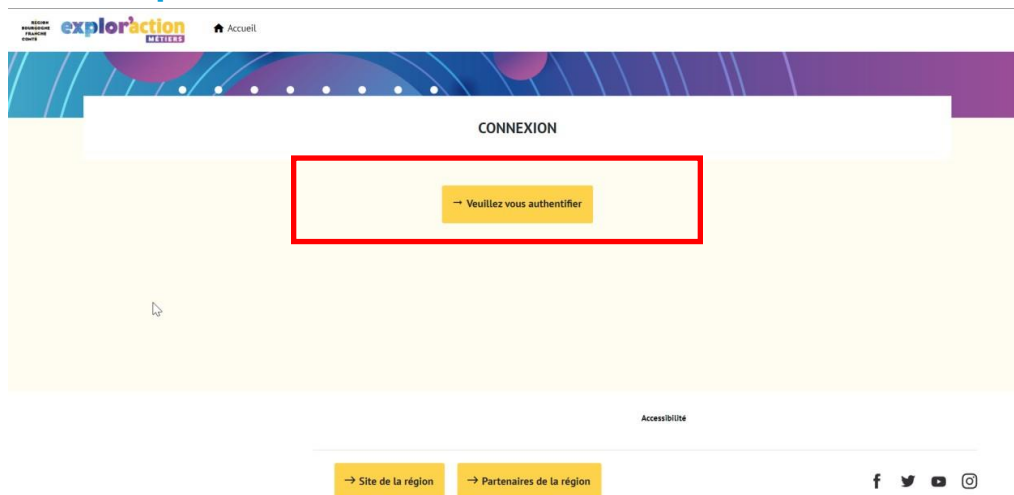 RÉGION
BOURGOGNE
FRANCHE
COMTÉ
explor'action
MÉTIERS
Accueil
CONNEXION
→ Veuillez vous authentifier
Accessibilité
→ Site de la région
→ Partenaires de la région